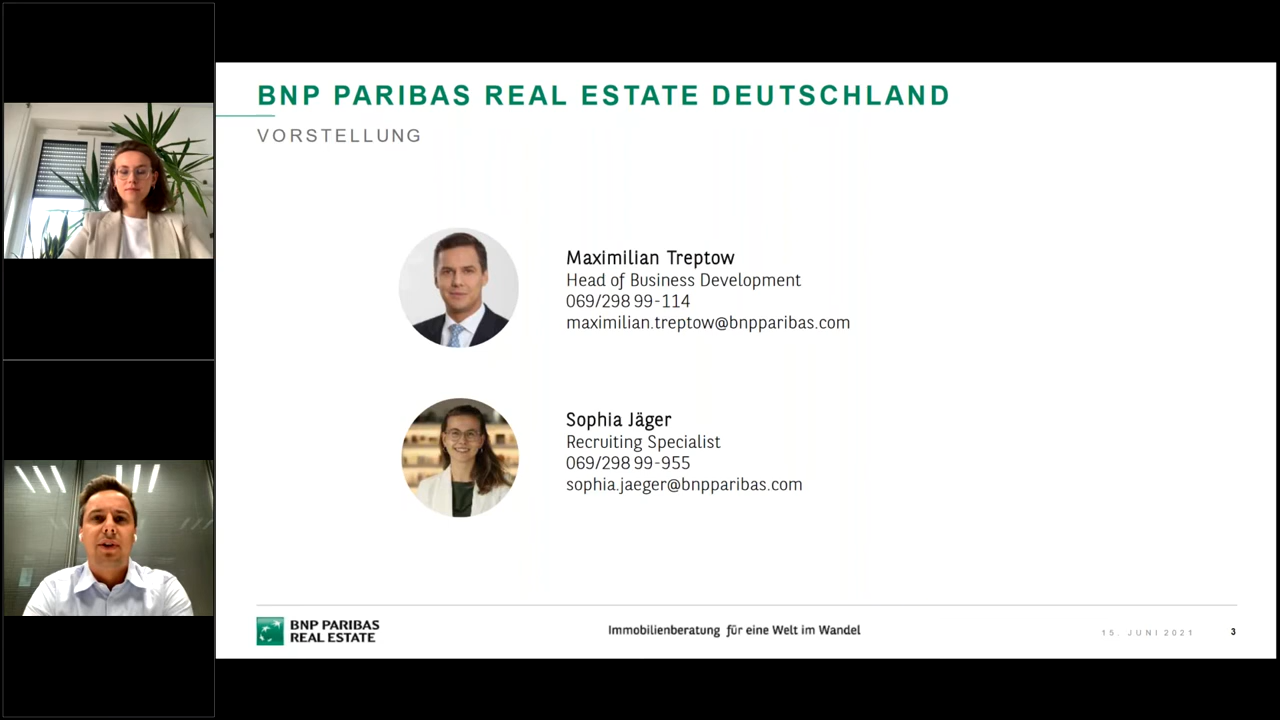 BNP PARIBAS REAL ESTATE DEUTSCHLAND
VORSTELLUNG
Maximilian Treptow
Head of Business Development
069/298 99-114
maximilian.treptow@bnpparibas.com
Sophia Jäger
Recruiting Specialist
069/298 99-955
sophia.jaeger@bnpparibas.com
BNP PARIBAS
REAL ESTATE
Immobilienberatung für eine Welt im Wandel
15. JUNI 2021
3